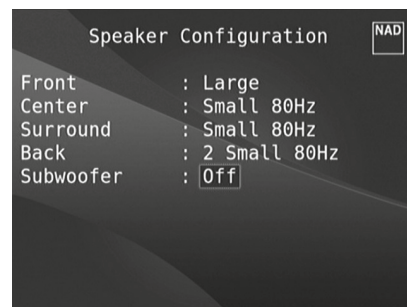 Speaker Configuration
NAD
Front : Large
Center : Small 80Hz
Surround : Small 80Hz
Back : 2 Small 80Hz
Subwoofer : Off